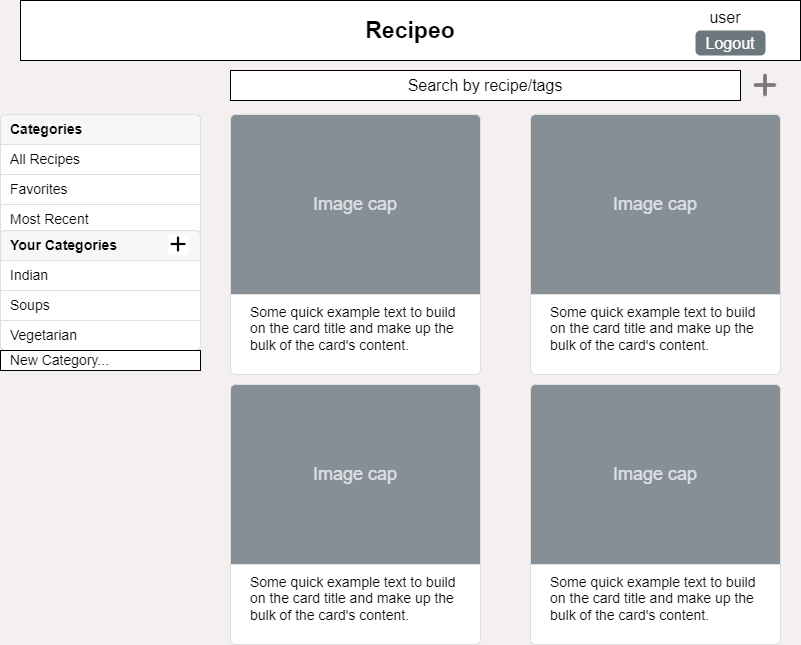 Recipeo
user
Logout
Search by recipe/tags
Categories
All Recipes
Favorites
Most Recent
Your Categories
Indian
Soups
Vegetarian
New Category...
Image cap
Some quick example text to build
on the card title and make up the
bulk of the card's content.
Image cap
Some quick example text to build
on the card title and make up the
bulk of the card's content.
Image cap
Some quick example text to build
on the card title and make up the
bulk of the card's content.
Image cap
Some quick example text to build
on the card title and make up the
bulk of the card's content.